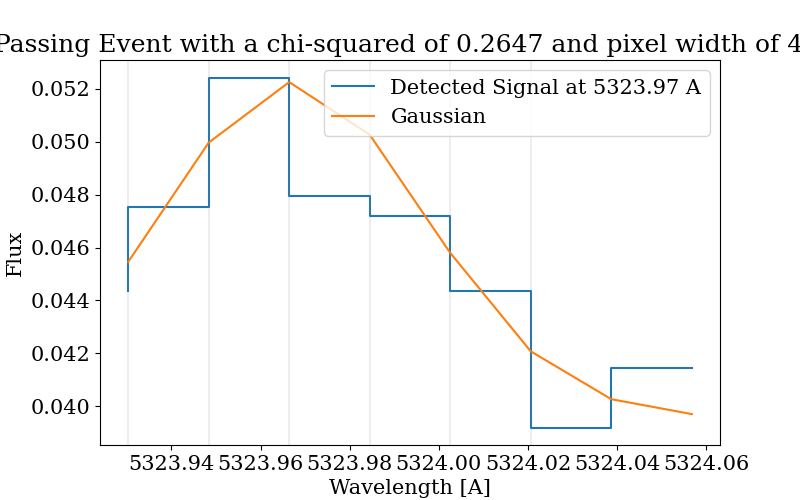 Passing Event with a chi-squared of 0.2647 and pixel width of 4
Detected Signal at 5323.97 A
Gaussian
0.052
0.050
0.048
0.046
0.044
0.042
0.040
Flux
5323.94 5323.96 5323.98 5324.00 5324.02 5324.04 5324.06
Wavelength [A]